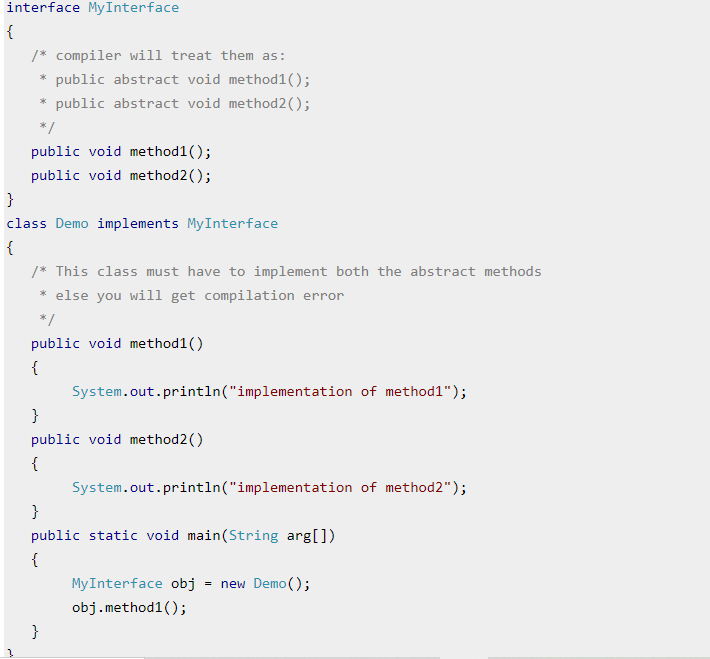 interface MyInterface
{
   /* compiler will treat them as:
    * public abstract void method1();
    * public abstract void method2();
    */
   public void method1();
   public void method2();
}
class Demo implements MyInterface
{
   /* This class must have to implement both the abstract methods
    * else you will get compilation error
    */
   public void method1()
   {
        System.out.println("implementation of method1");
   }
   public void method2()
   {
        System.out.println("implementation of method2");
   }
   public static void main(String arg[])
   {
        MyInterface obj = new Demo();
        obj.method1();
   }
}